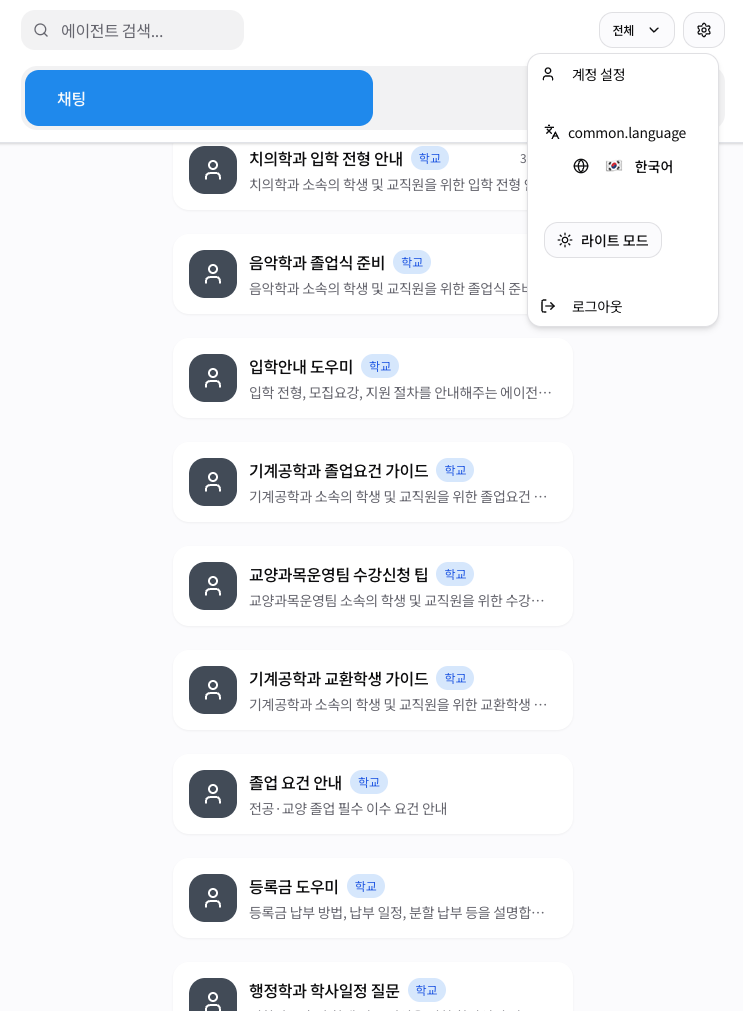 에이전트 검색...
전체
채팅
계정 설정
common.language
한국어
라이트 모드
로그아웃
치의학과 입학 전형 안내 학교 3
치의학과 소속의 학생 및 교직원을 위한 입학 전형
음악학과 졸업식 준비 학교
음악학과 소속의 학생 및 교직원을 위한 졸업식 준비
입학안내 도우미 학교
입학 전형, 모집요강, 지원 절차를 안내해주는 에이전…
기계공학과 졸업요건 가이드 학교
기계공학과 소속의 학생 및 교직원을 위한 졸업요건 …
교양과목운영팀 수강신청 팁 학교
교양과목운영팀 소속의 학생 및 교직원을 위한 수강…
기계공학과 교환학생 가이드 학교
기계공학과 소속의 학생 및 교직원을 위한 교환학생 …
졸업 요건 안내 학교
전공·교양 졸업 필수 이수 요건 안내
등록금 도우미 학교
등록금 납부 방법, 납부 일정, 분할 납부 등을 설명합…
행정학과 학사일정 질문 학교